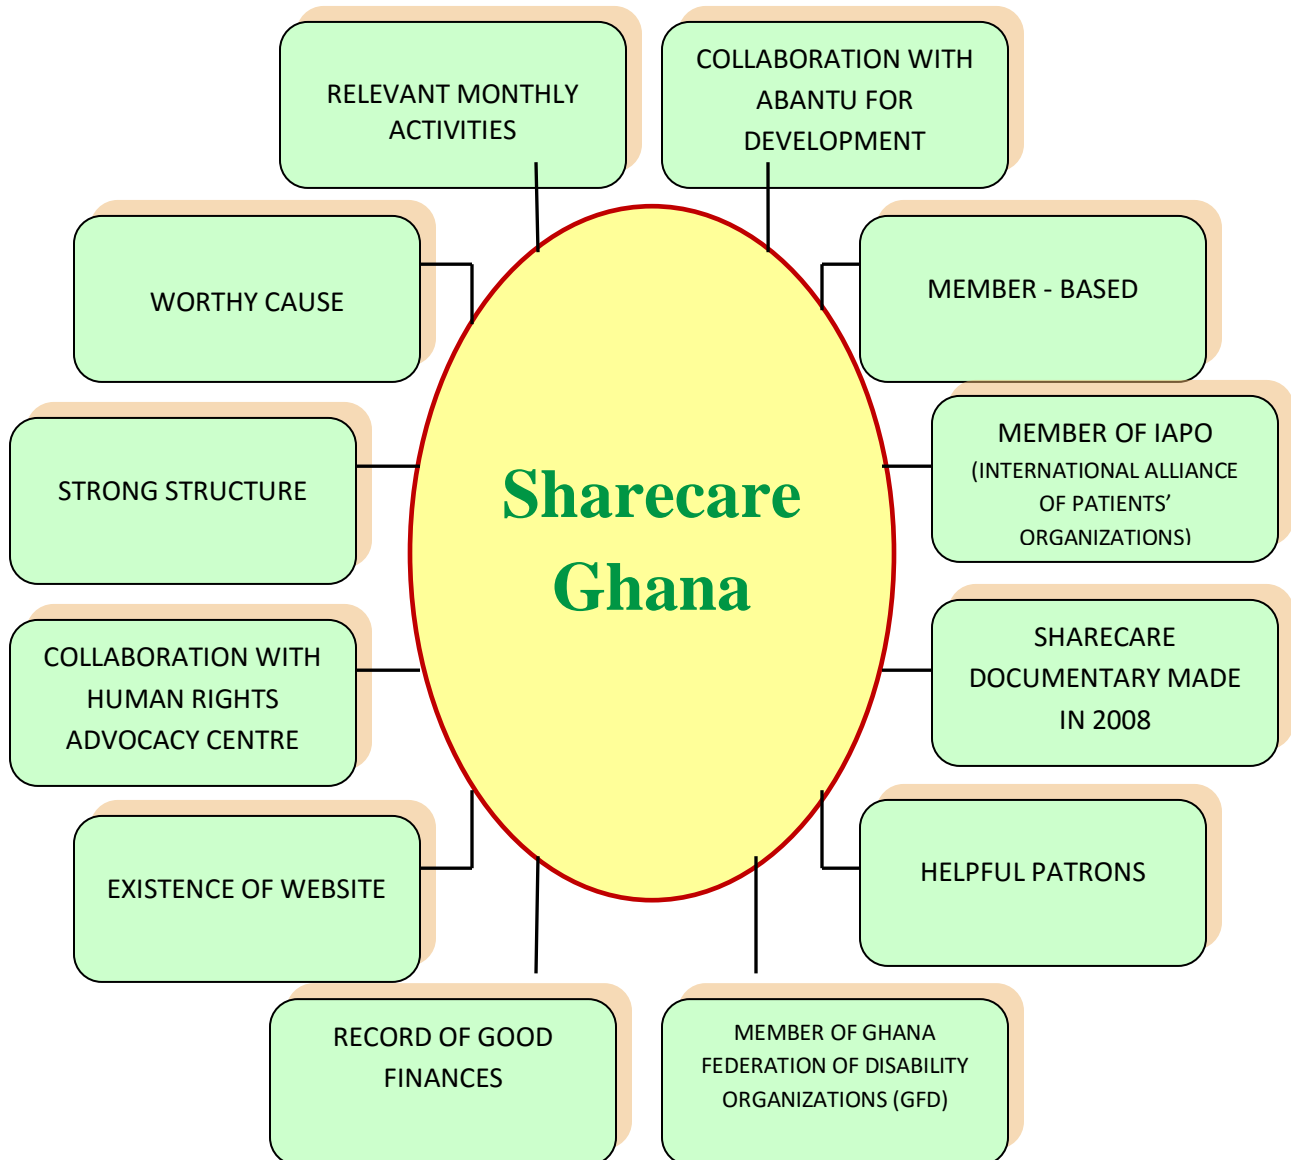 RELEVANT MONTHLY
ACTIVITIES
COLLABORATION WITH
ABANTU FOR
DEVELOPMENT
WORTHY CAUSE
MEMBER - BASED
STRONG STRUCTURE
MEMBER OF IAPO
(INTERNATIONAL ALLIANCE
OF PATIENTS’
ORGANIZATIONS)
Sharecare
Ghana
COLLABORATION WITH
HUMAN RIGHTS
ADVOCACY CENTRE
SHARECARE
DOCUMENTARY MADE
IN 2008
EXISTENCE OF WEBSITE
HELPFUL PATRONS
RECORD OF GOOD
FINANCES
MEMBER OF GHANA
FEDERATION OF DISABILITY
ORGANIZATIONS (GFD)